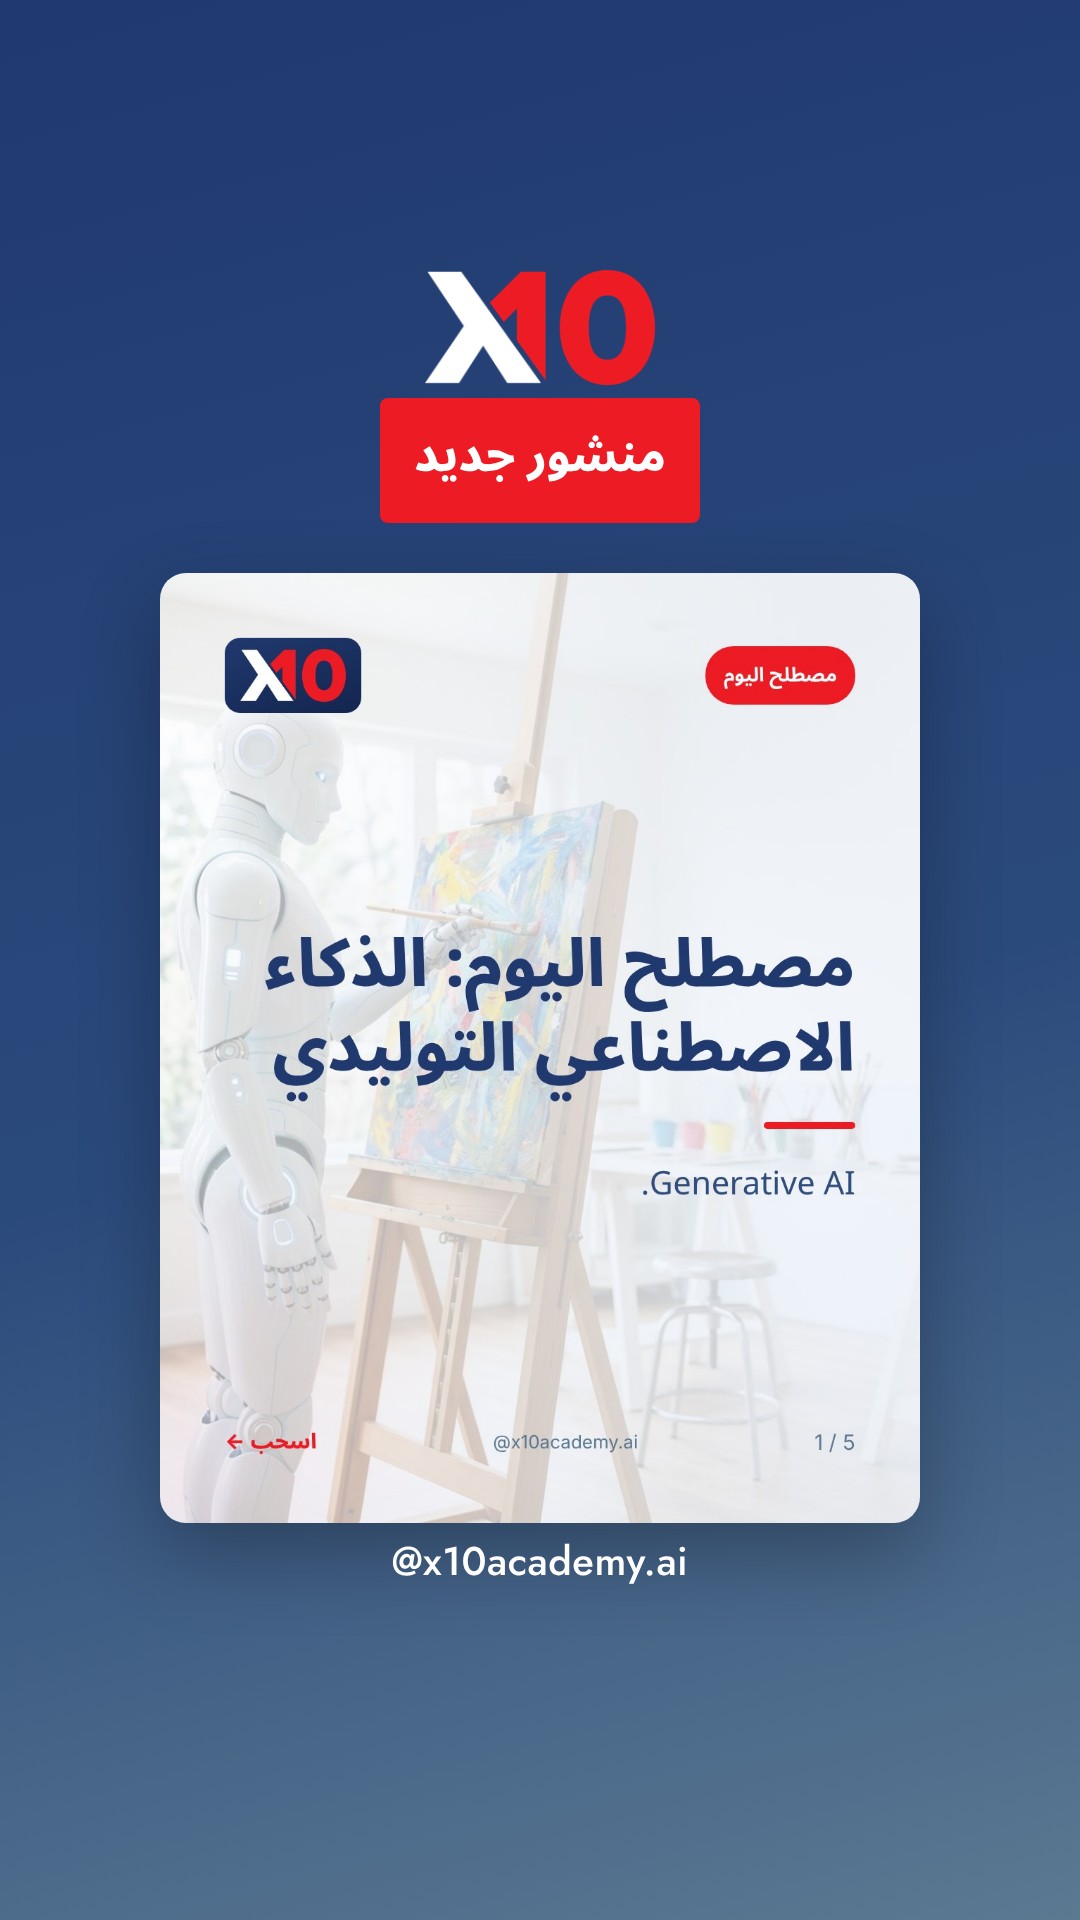 X10
منشور جديد
X10
مصطلح اليوم
مصطلح اليوم: الذكاء
الاصطناعي التوليدي
Generative AI.
اسحب ←
@x10academy.ai
1 / 5
@x10academy.ai